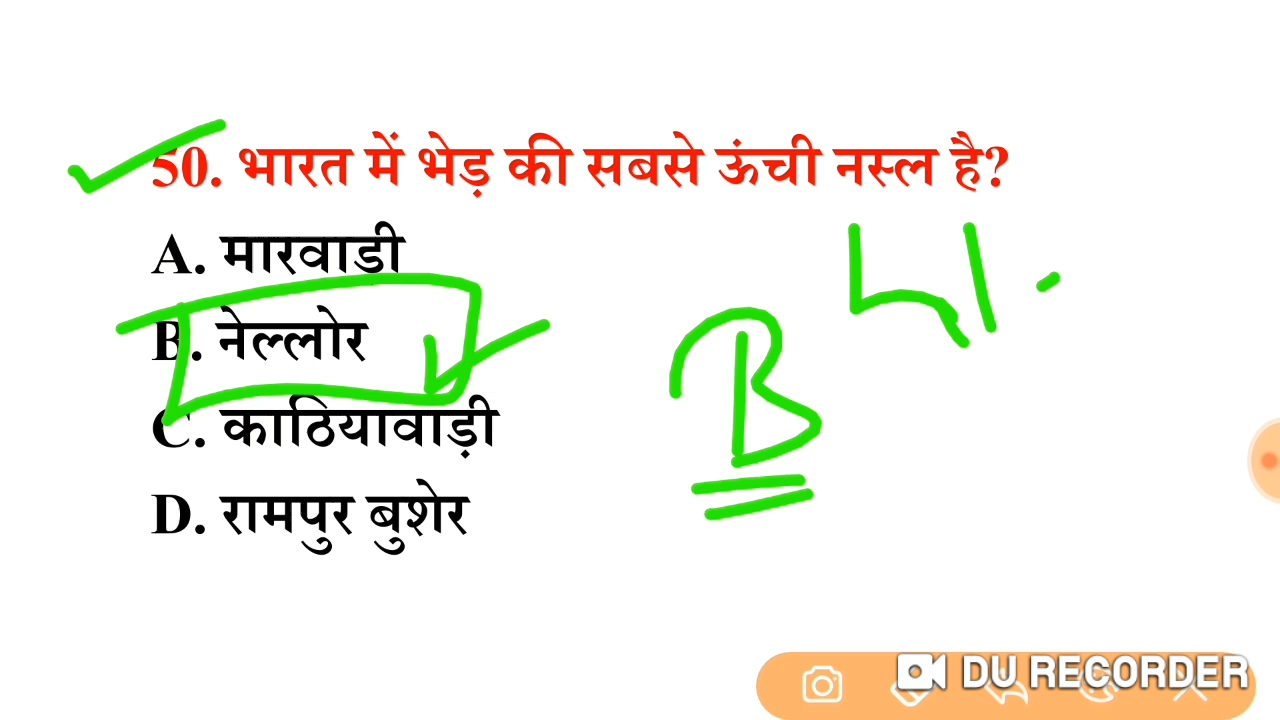 50. भारत में भेड़ की सबसे ऊंची नस्ल है?
A. मारवाडी
B. नेल्लोर
C. काठियावाड़ी
D. रामपुर बुशेर
B
DU RECORDER